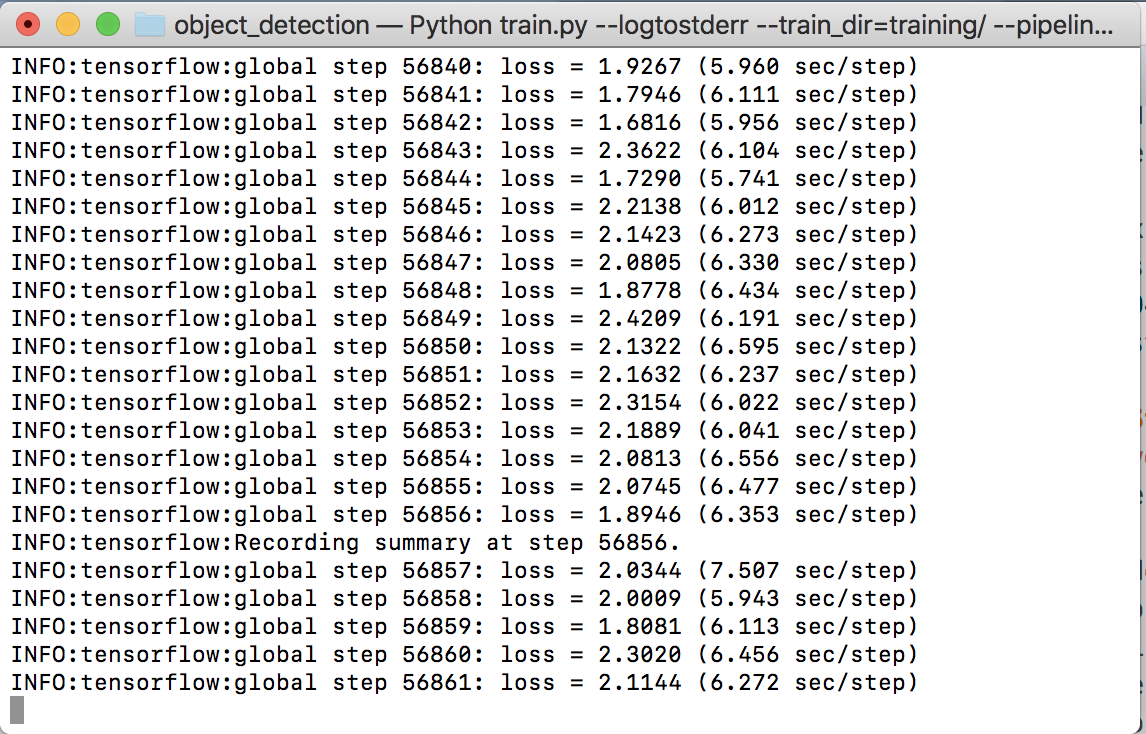 object_detection — Python train.py --logtostderr --train_dir=training/ --pipelin...
INFO:tensorflow:global step 56840: loss = 1.9267 (5.960 sec/step)
INFO:tensorflow:global step 56841: loss = 1.7946 (6.111 sec/step)
INFO:tensorflow:global step 56842: loss = 1.6816 (5.956 sec/step)
INFO:tensorflow:global step 56843: loss = 2.3622 (6.104 sec/step)
INFO:tensorflow:global step 56844: loss = 1.7290 (5.741 sec/step)
INFO:tensorflow:global step 56845: loss = 2.2138 (6.012 sec/step)
INFO:tensorflow:global step 56846: loss = 2.1423 (6.273 sec/step)
INFO:tensorflow:global step 56847: loss = 2.0805 (6.330 sec/step)
INFO:tensorflow:global step 56848: loss = 1.8778 (6.434 sec/step)
INFO:tensorflow:global step 56849: loss = 2.4209 (6.191 sec/step)
INFO:tensorflow:global step 56850: loss = 2.1322 (6.595 sec/step)
INFO:tensorflow:global step 56851: loss = 2.1632 (6.237 sec/step)
INFO:tensorflow:global step 56852: loss = 2.3154 (6.022 sec/step)
INFO:tensorflow:global step 56853: loss = 2.1889 (6.041 sec/step)
INFO:tensorflow:global step 56854: loss = 2.0813 (6.556 sec/step)
INFO:tensorflow:global step 56855: loss = 2.0745 (6.477 sec/step)
INFO:tensorflow:global step 56856: loss = 1.8946 (6.353 sec/step)
INFO:tensorflow:Recording summary at step 56856.
INFO:tensorflow:global step 56857: loss = 2.0344 (7.507 sec/step)
INFO:tensorflow:global step 56858: loss = 2.0009 (5.943 sec/step)
INFO:tensorflow:global step 56859: loss = 1.8081 (6.113 sec/step)
INFO:tensorflow:global step 56860: loss = 2.3020 (6.456 sec/step)
INFO:tensorflow:global step 56861: loss = 2.1144 (6.272 sec/step)